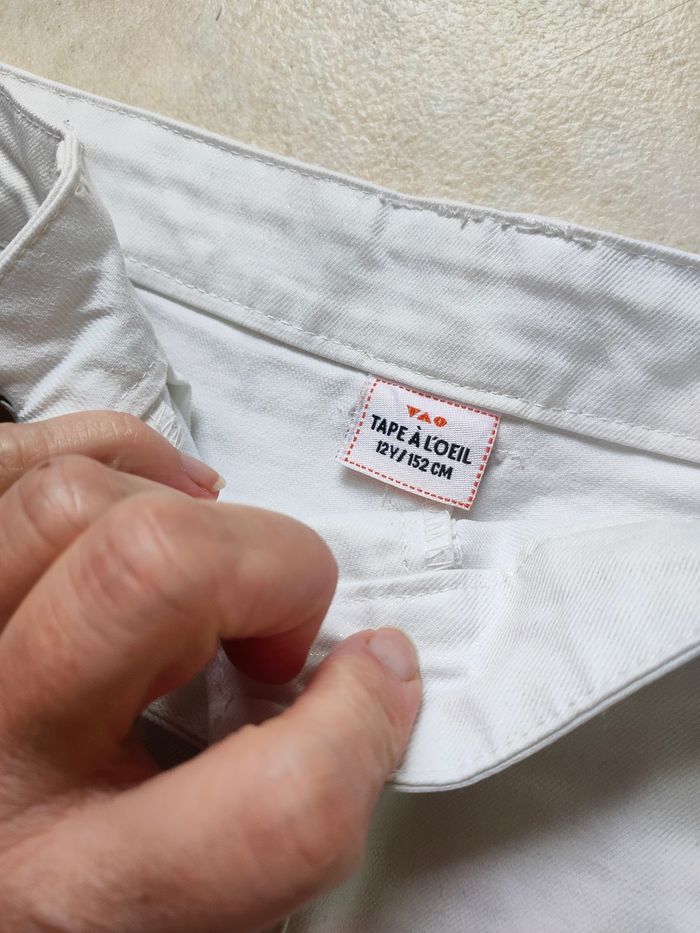 TAO
TAPE À L'OEIL
12Y/152 CM